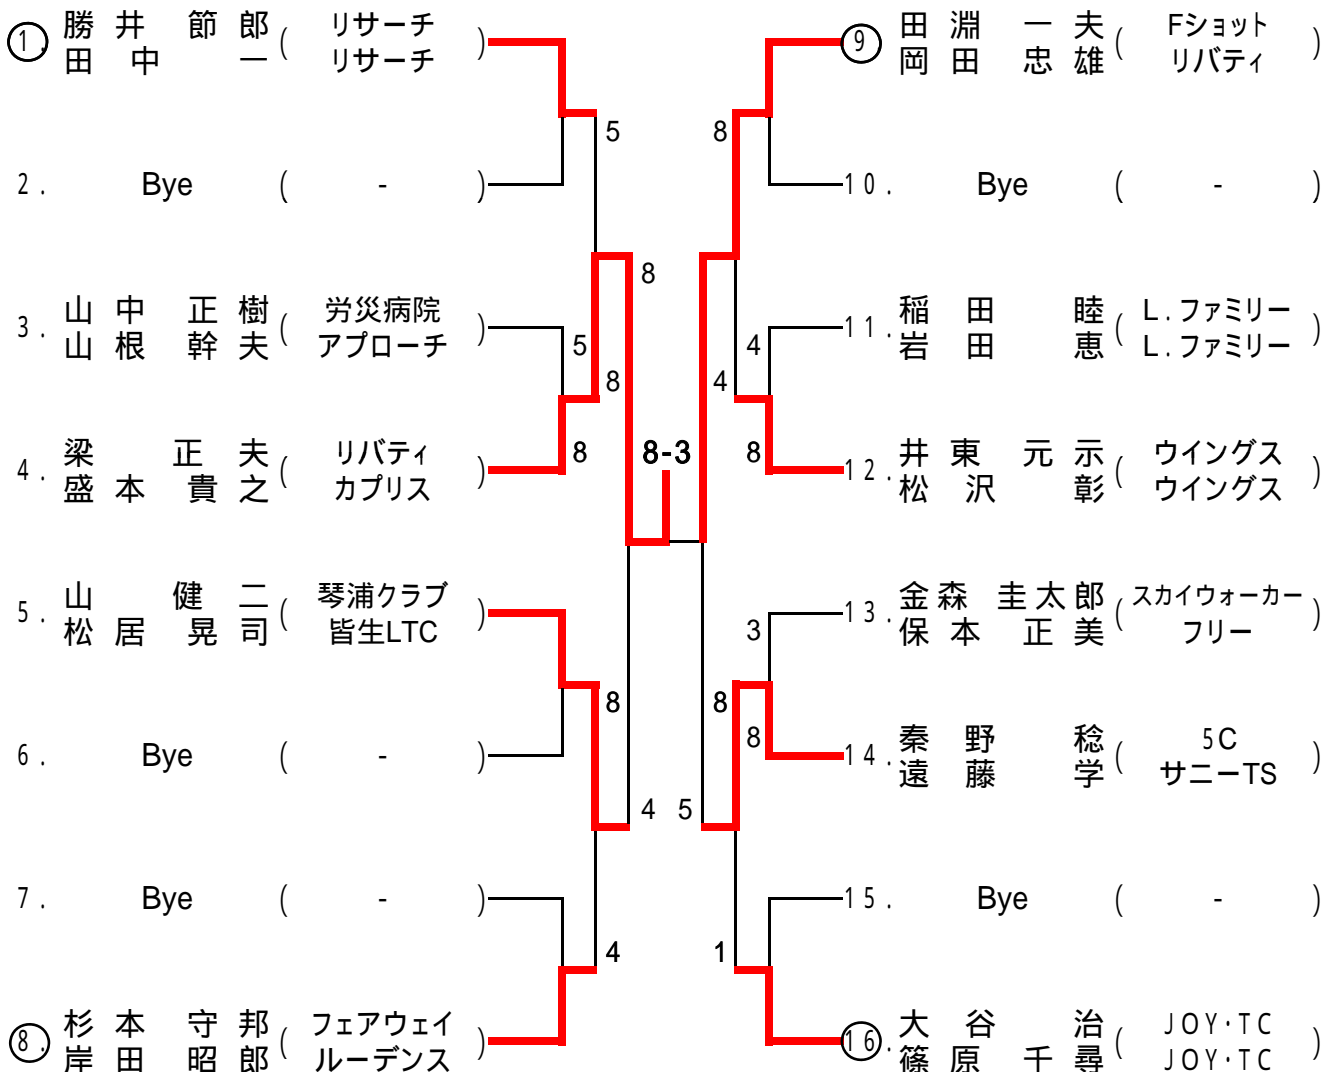 1. 勝井 節郎 ( リサーチ )
田中 一 ( リサーチ )
2. Bye ( - )
3. 山中 正樹 ( 労災病院 )
山根 幹夫 ( アプローチ )
4. 梁 正夫 ( リバティ )
盛本 貴之 ( カプリス )
5. 山 健二 ( 琴浦クラブ )
松居 晃司 ( 皆生LTC )
6. Bye ( - )
7. Bye ( - )
8. 杉本 守邦 ( フェアウェイ )
岸田 昭郎 ( ルーデンス )
5
8
5
8
8
8
4
4
8-3
8
4
4
8
3
8
8
5
1
9 田淵 一夫 ( Fショット )
岡田 忠雄 ( リバティ )
10. Bye ( - )
11. 稲田 睦 ( L.ファミリー )
岩田 恵 ( L.ファミリー )
12. 井東 元示 ( ウイングス )
松沢 彰 ( ウイングス )
13. 金森 圭太郎 ( スカイウォーカー )
保本 正美 ( フリー )
14. 秦野 稔 ( 5C )
遠藤 学 ( サニーTS )
15. Bye ( - )
16. 大谷 治 ( JOY・TC )
篠原 千尋 ( JOY・TC )